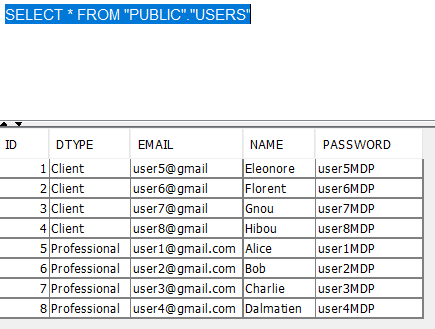 SELECT * FROM "PUBLIC"."USERS"
ID DTYPE EMAIL NAME PASSWORD
1 Client user5@gmail Eleonore user5MDP
2 Client user6@gmail Florent user6MDP
3 Client user7@gmail Gnou user7MDP
4 Client user8@gmail Hibou user8MDP
5 Professional user1@gmail.com Alice user1MDP
6 Professional user2@gmail.com Bob user2MDP
7 Professional user3@gmail.com Charlie user3MDP
8 Professional user4@gmail.com Dalmatien user4MDP